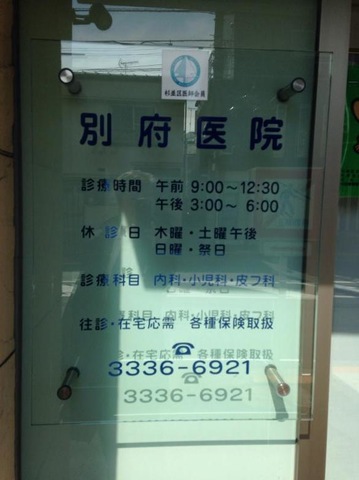 杉並区医師会員
別府医院
診療時間 午前 9:00～12:30
午後 3:00～ 6:00
休診日 木曜・土曜午後
日曜・祭日
診療科目 内科・小児科・皮フ科
往診・在宅応需 各種保険取扱
☎
3336-6921